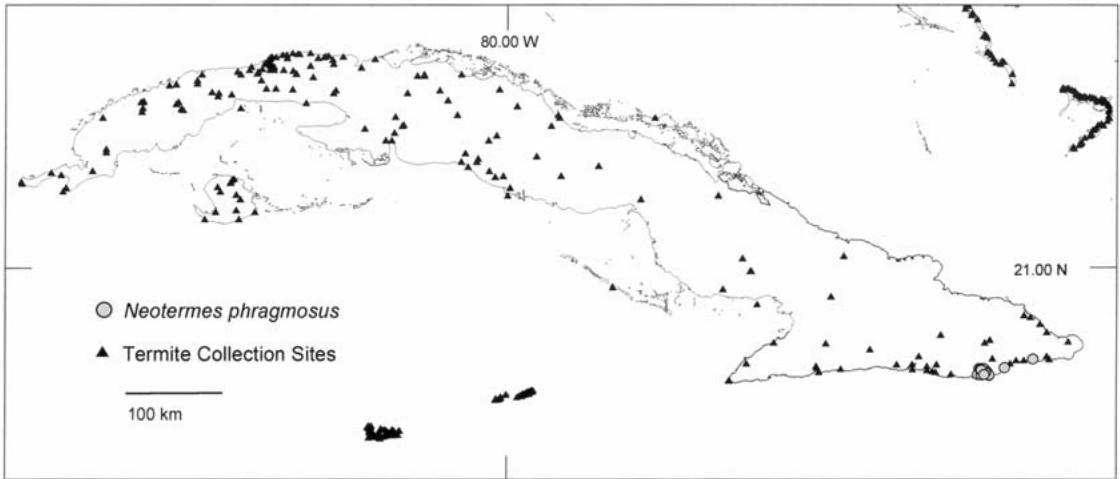 80.00 W
21.00 N
Neotermes phragmosus
Termite Collection Sites
100 km